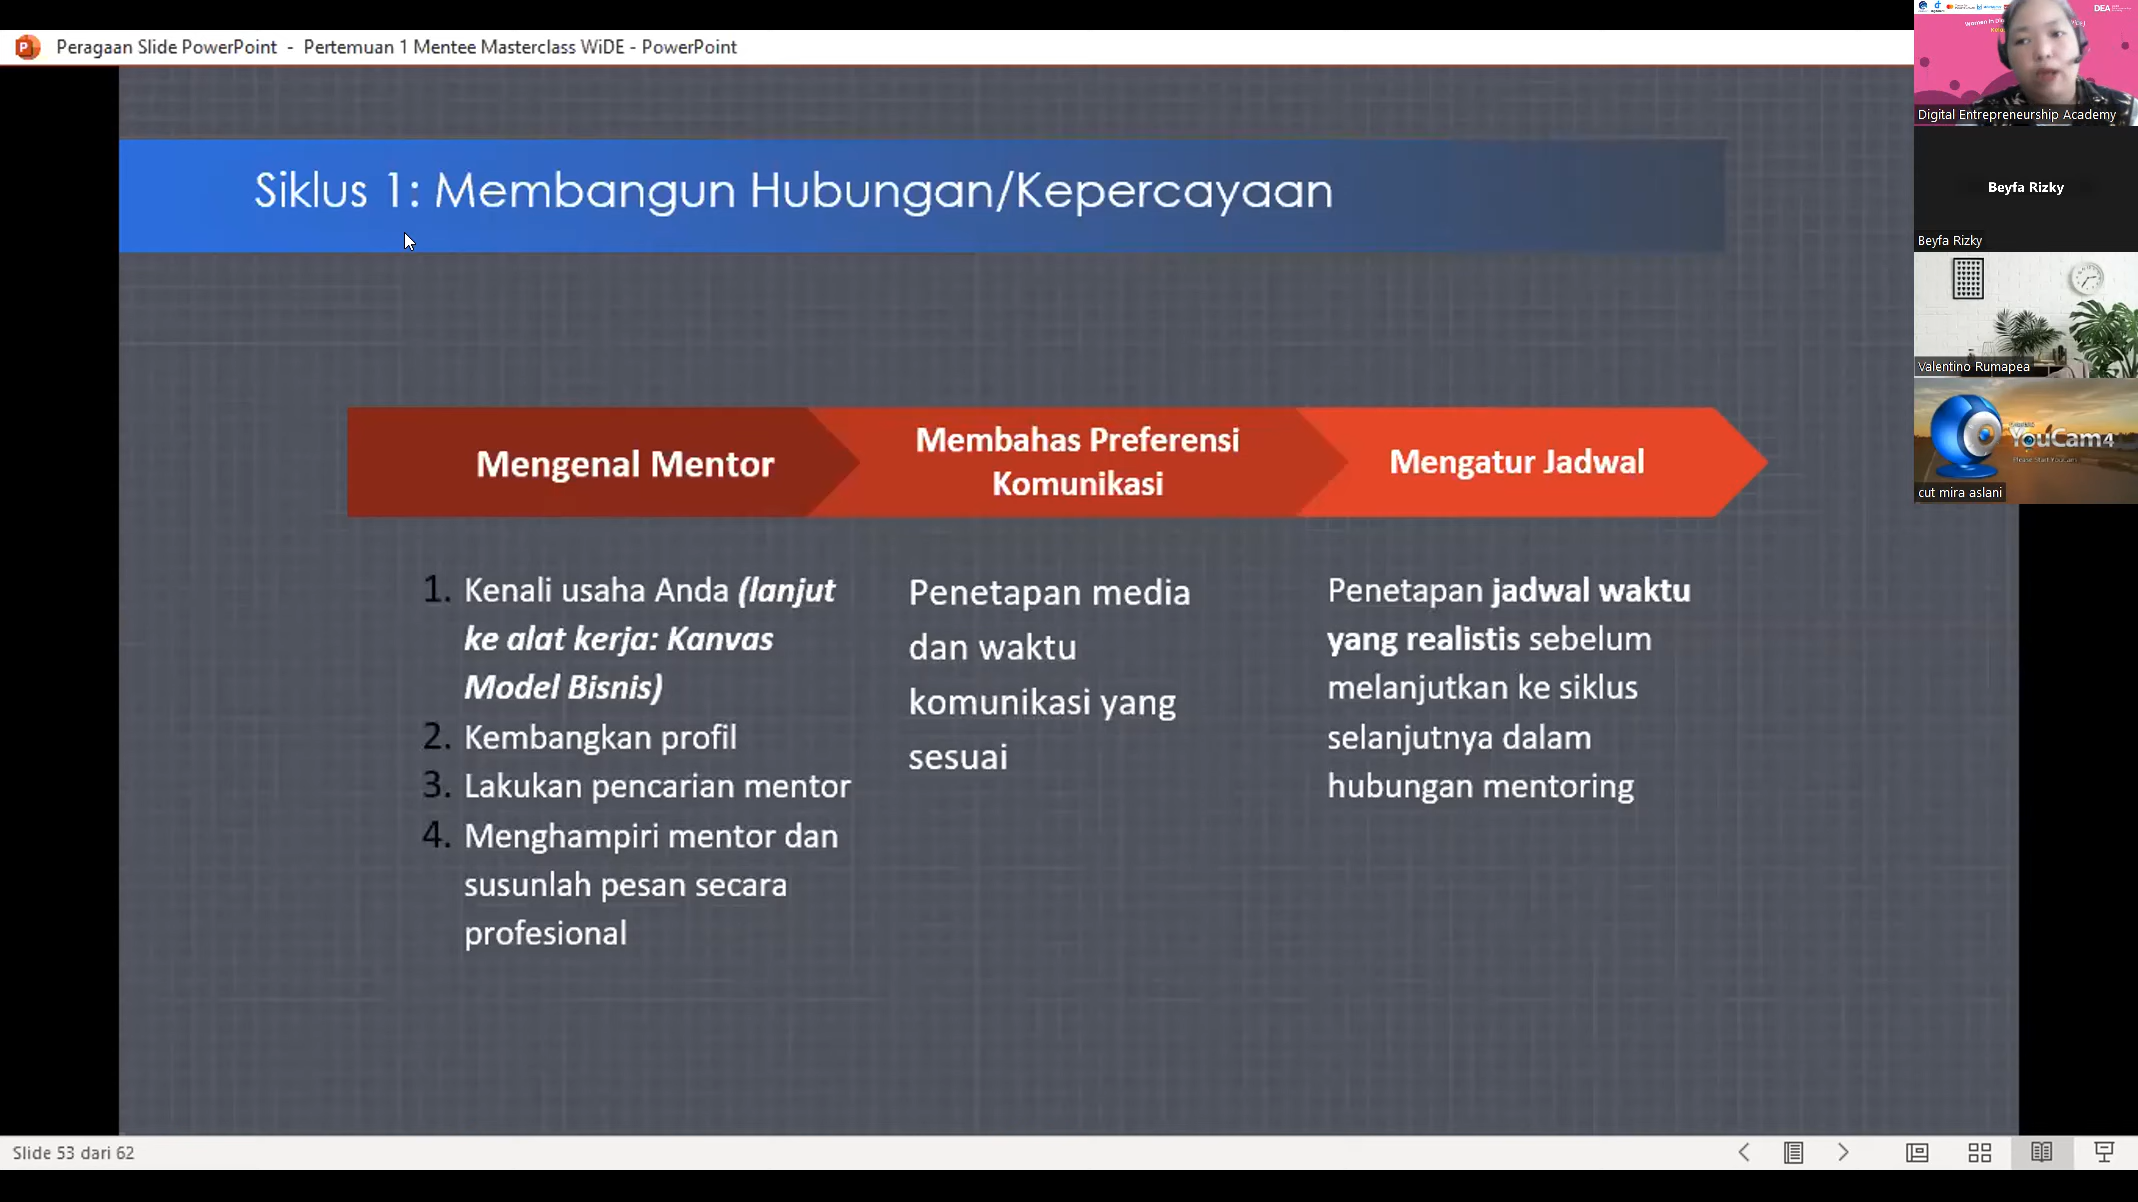 Peragaan Slide PowerPoint - Pertemuan 1 Mentee Masterclass WiDE - PowerPoint
Siklus 1: Membangun Hubungan/Kepercayaan
Mengenal Mentor
1. Kenali usaha Anda (lanjut
ke alat kerja: Kanvas
Model Bisnis)
2. Kembangkan profil
3. Lakukan pencarian mentor
4. Menghampiri mentor dan
susunlah pesan secara
profesional
Membahas Preferensi
Komunikasi
Penetapan media
dan waktu
komunikasi yang
sesuai
Mengatur Jadwal
Penetapan jadwal waktu
yang realistis sebelum
melanjutkan ke siklus
selanjutnya dalam
hubungan mentoring
DEA
Digital Entrepreneurship Academy
Beyfa Rizky
Beyfa Rizky
Valentino Rumapea
YouCam4
cut mira aslani
Slide 53 dari 62